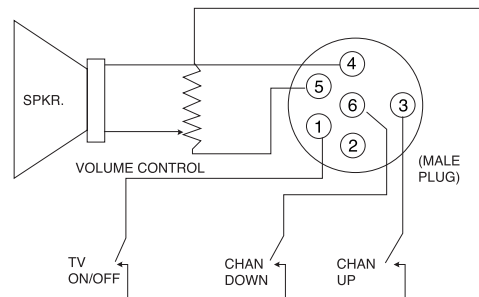 SPKR.
4
5
6
3
1
2
VOLUME CONTROL
(MALE
PLUG)
TV
ON/OFF
CHAN
DOWN
CHAN
UP